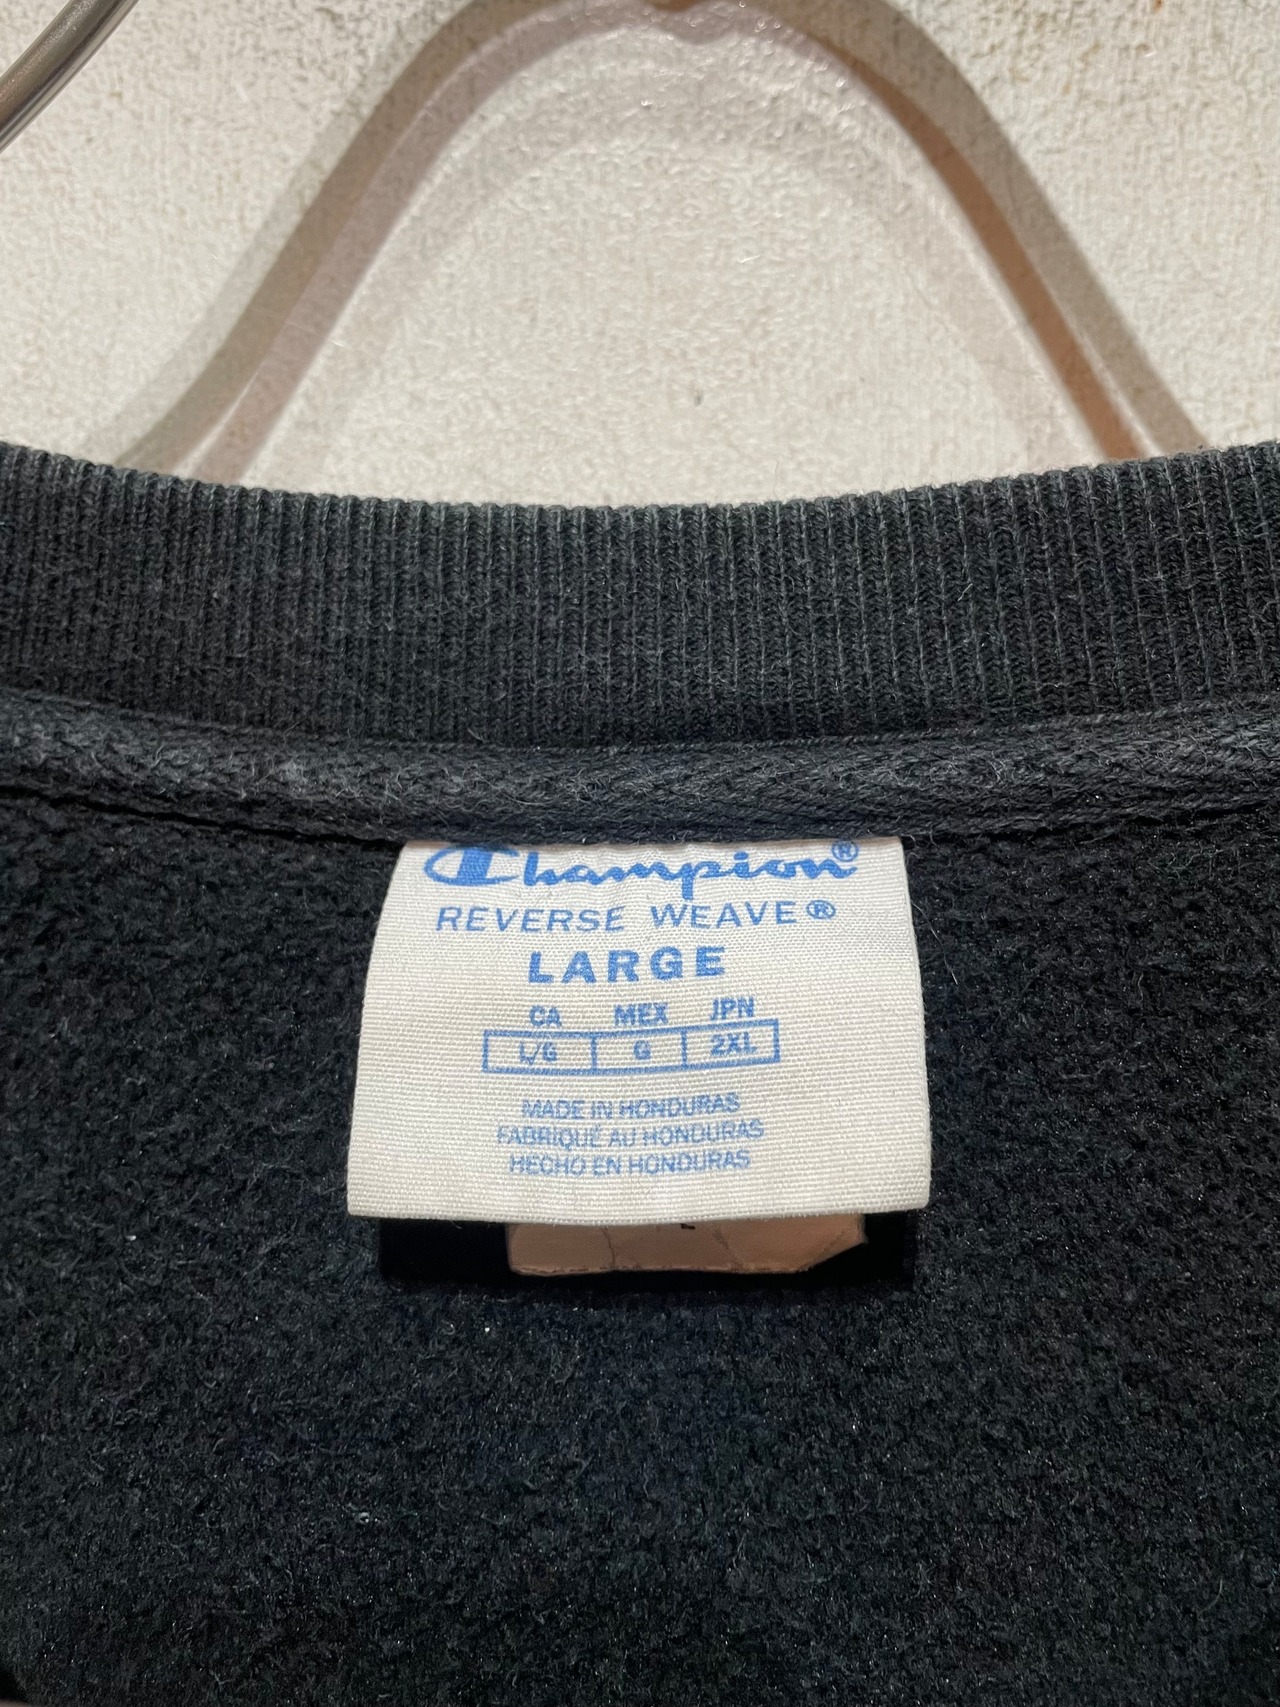 Champion®
REVERSE WEAVE®
LARGE
CA MEX JPN
L/G G 2XL
MADE IN HONDURAS
FABRIQUÉ AU HONDURAS
HECHO EN HONDURAS